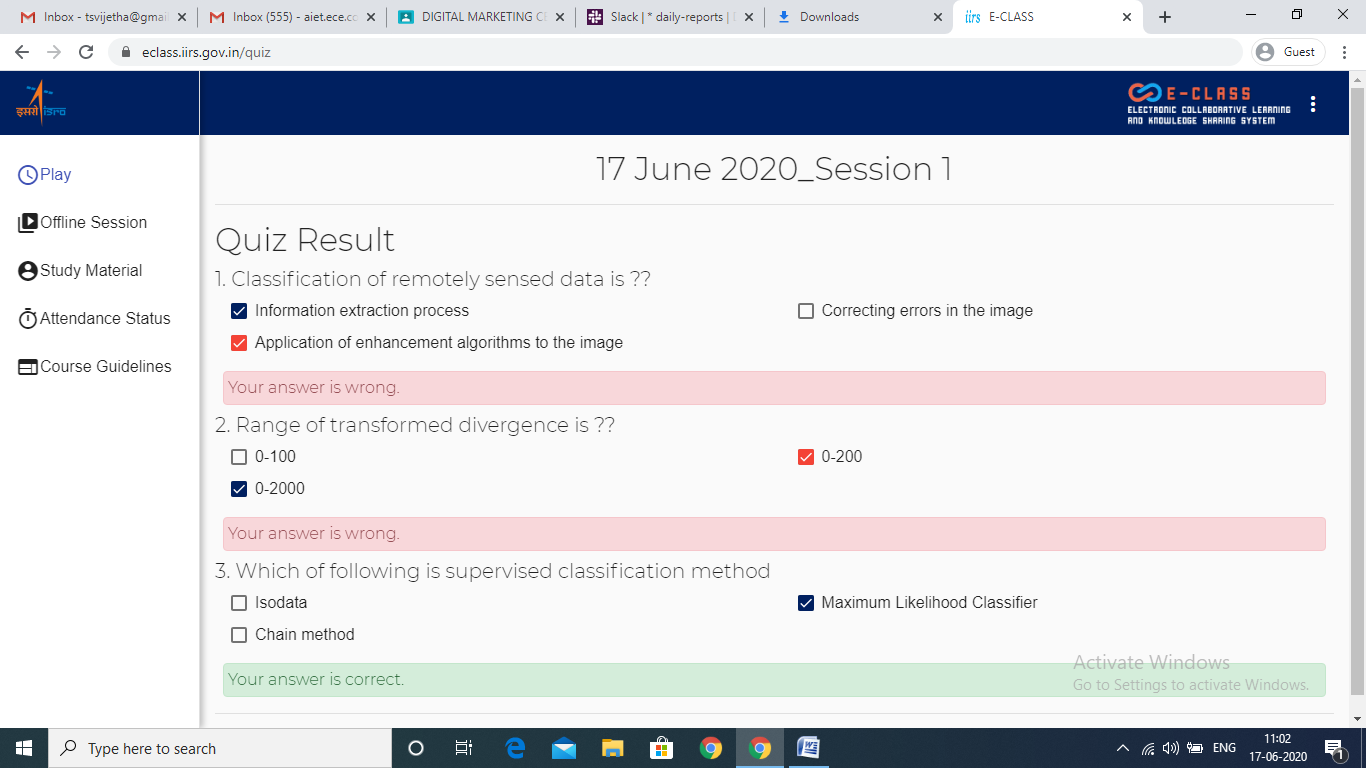 Inbox - tsvijetha@gmai
Inbox (555) - aiet.ece.co
DIGITAL MARKETING C
Slack | * daily-reports |
Downloads
iirs E-CLASS
eclass.iirs.gov.in/quiz
Guest
इसरो isro
E-CLASS
ELECTRONIC COLLABORATIVE LEARNING
AND KNOWLEDGE SHARING SYSTEM
Play
Offline Session
Study Material
Attendance Status
Course Guidelines
17 June 2020_Session 1
Quiz Result
1. Classification of remotely sensed data is ??
Information extraction process
Correcting errors in the image
Application of enhancement algorithms to the image
Your answer is wrong.
2. Range of transformed divergence is ??
0-100
0-200
0-2000
Your answer is wrong.
3. Which of following is supervised classification method
Isodata
Maximum Likelihood Classifier
Chain method
Your answer is correct.
Activate Windows
Go to Settings to activate Windows.
Type here to search
ENG
11:02
17-06-2020
1